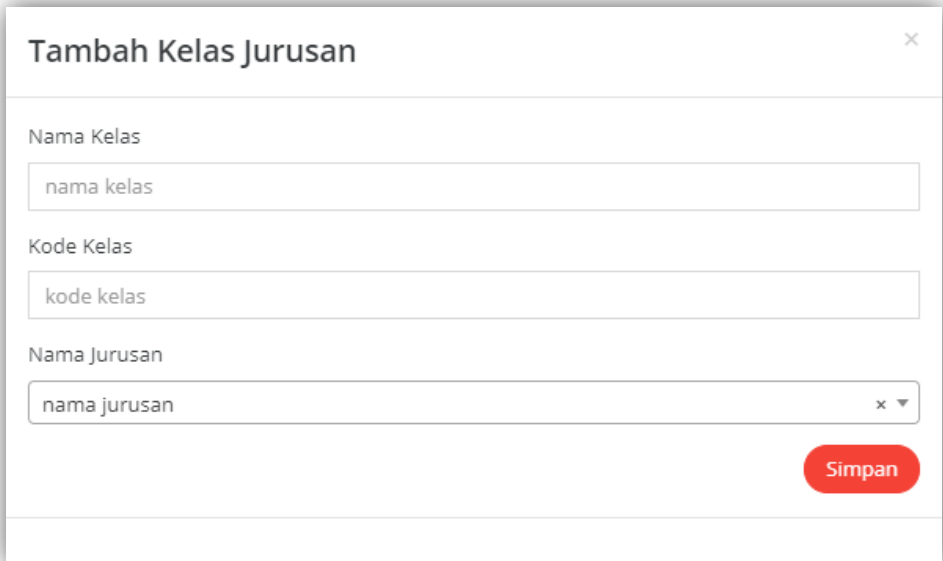 Tambah Kelas Jurusan
×
Nama Kelas
nama kelas
Kode Kelas
kode kelas
Nama Jurusan
nama jurusan × 
Simpan